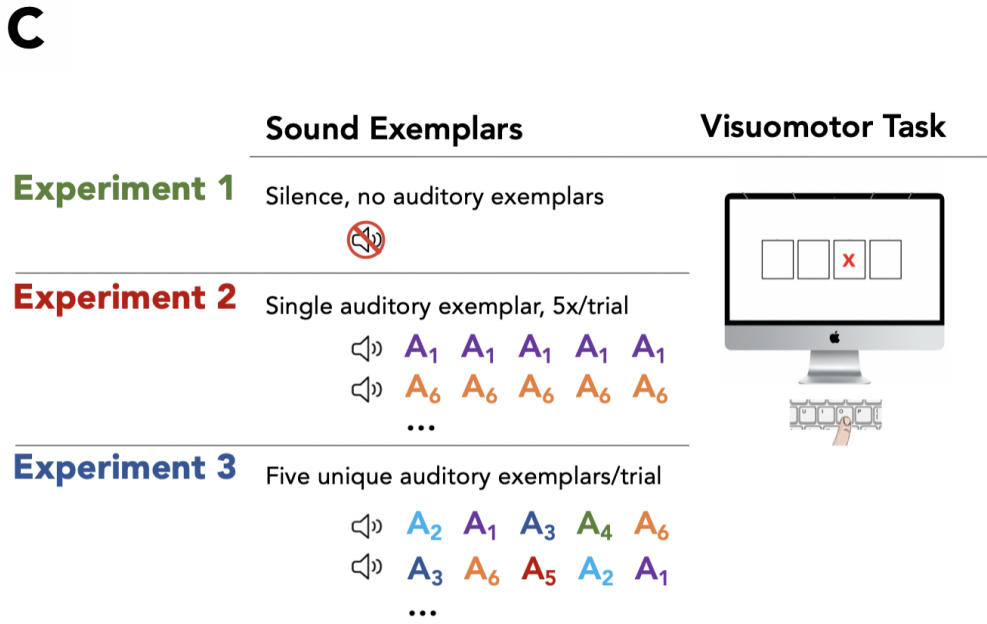 C
Sound Exemplars
Visuomotor Task
Experiment 1
Silence, no auditory exemplars
X
Experiment 2
Single auditory exemplar, 5x/trial
A1 A1 A1 A1 A1
A6 A6 A6 A6 A6
...
U I O P [
Experiment 3
Five unique auditory exemplars/trial
A2 A1 A3 A4 A6
A3 A6 A5 A2 A1
...